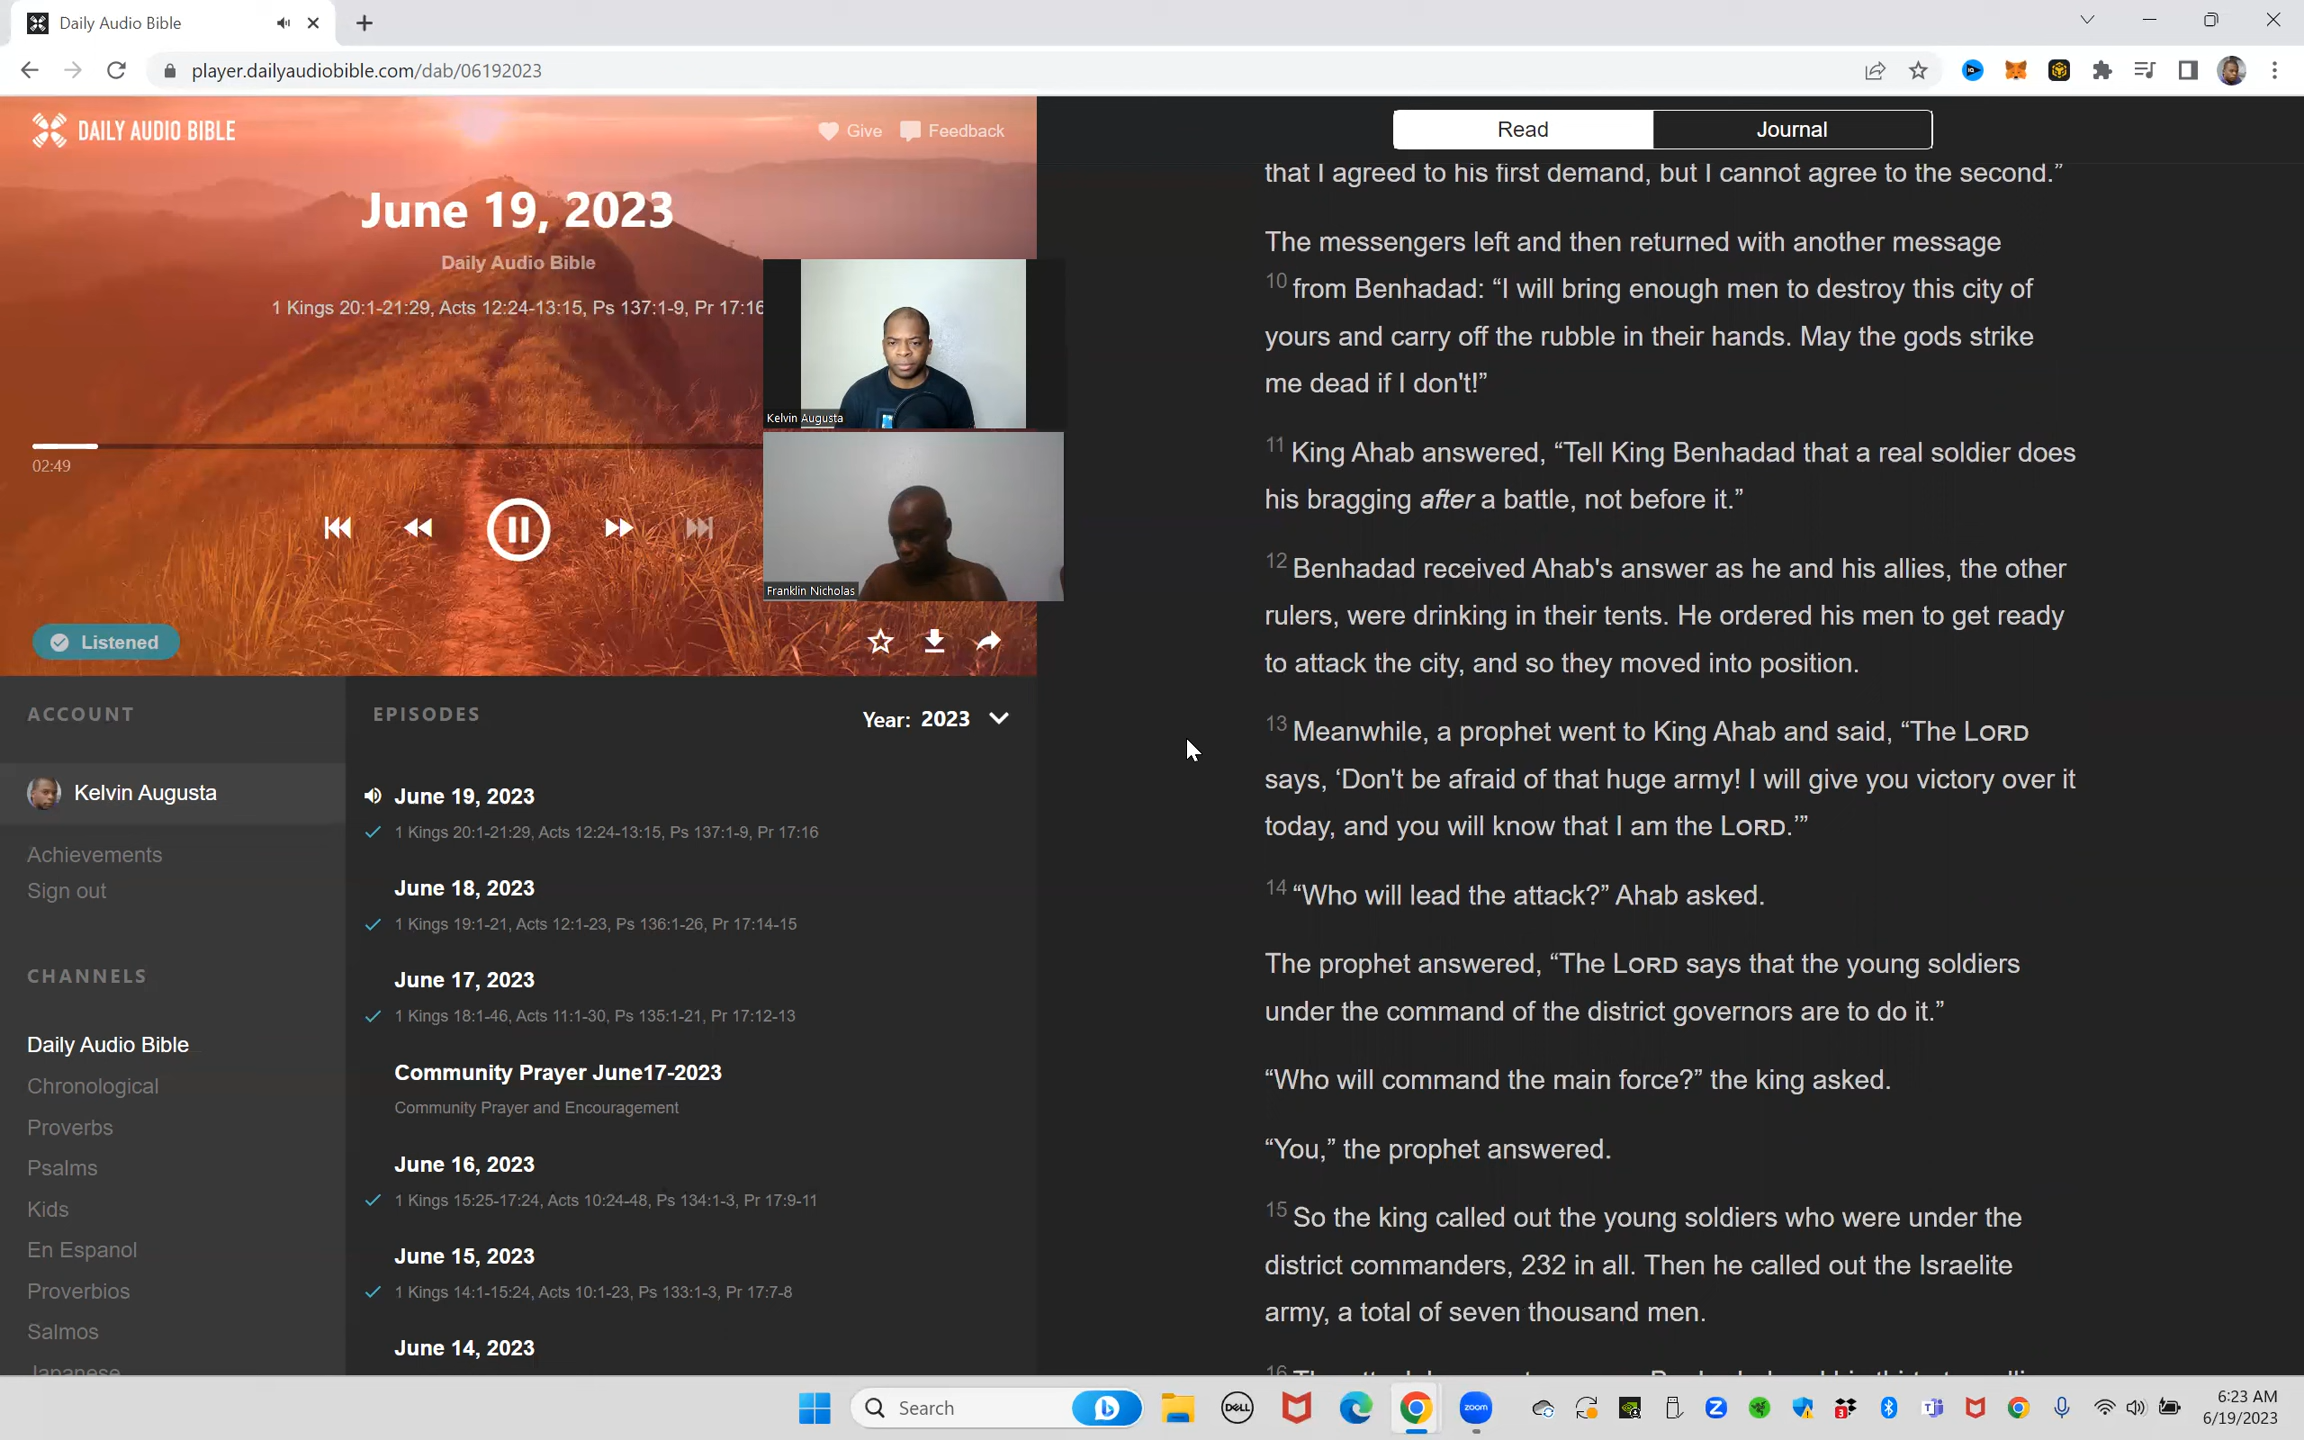 Daily Audio Bible
player.dailyaudiobible.com/dab/06192023
DAILY AUDIO BIBLE
Give
Feedback
June 19, 2023
Daily Audio Bible
1 Kings 20:1-21:29, Acts 12:24-13:15, Ps 137:1-9, Pr 17:16
Kelvin Augusta
02:49
Franklin Nicholas
Listened
ACCOUNT
Kelvin Augusta
Achievements
Sign out
CHANNELS
Daily Audio Bible
Chronological
Proverbs
Psalms
Kids
En Espanol
Proverbios
Salmos
Japanese
EPISODES
Year: 2023
June 19, 2023
1 Kings 20:1-21:29, Acts 12:24-13:15, Ps 137:1-9, Pr 17:16
June 18, 2023
1 Kings 19:1-21, Acts 12:1-23, Ps 136:1-26, Pr 17:14-15
June 17, 2023
1 Kings 18:1-46, Acts 11:1-30, Ps 135:1-21, Pr 17:12-13
Community Prayer June17-2023
Community Prayer and Encouragement
June 16, 2023
1 Kings 15:25-17:24, Acts 10:24-48, Ps 134:1-3, Pr 17:9-11
June 15, 2023
1 Kings 14:1-15:24, Acts 10:1-23, Ps 133:1-3, Pr 17:7-8
June 14, 2023
Read
Journal
that I agreed to his first demand, but I cannot agree to the second.”
The messengers left and then returned with another message
10 from Benhadad: “I will bring enough men to destroy this city of
yours and carry off the rubble in their hands. May the gods strike
me dead if I don't!”
11 King Ahab answered, “Tell King Benhadad that a real soldier does
his bragging after a battle, not before it.”
12 Benhadad received Ahab's answer as he and his allies, the other
rulers, were drinking in their tents. He ordered his men to get ready
to attack the city, and so they moved into position.
13 Meanwhile, a prophet went to King Ahab and said, “The LORD
says, ‘Don't be afraid of that huge army! I will give you victory over it
today, and you will know that I am the LORD.’”
14 “Who will lead the attack?” Ahab asked.
The prophet answered, “The LORD says that the young soldiers
under the command of the district governors are to do it.”
“Who will command the main force?” the king asked.
“You,” the prophet answered.
15 So the king called out the young soldiers who were under the
district commanders, 232 in all. Then he called out the Israelite
army, a total of seven thousand men.
16
Search
DELL
zoom
3
6:23 AM
6/19/2023